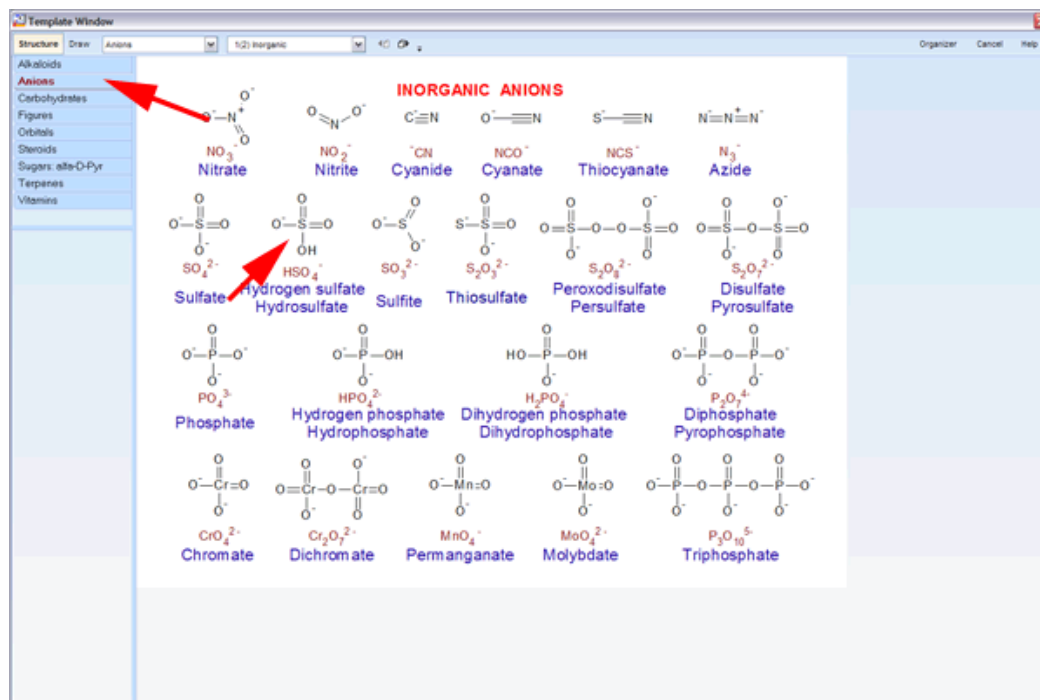 Template Window
Structure Draw Anions 1(2) Inorganic Organizer Cancel Help
Alkaloids
Anions
Carbohydrates
Figures
Orbitals
Steroids
Sugars: alfa-D-Pyr
Terpenes
Vitamins
INORGANIC ANIONS
NO₃⁻ NO₂⁻ ⁻CN NCO⁻ NCS⁻ N₃⁻
Nitrate Nitrite Cyanide Cyanate Thiocyanate Azide
SO₄²⁻ HSO₄⁻ SO₃²⁻ S₂O₃²⁻ S₂O₈²⁻ S₂O₇²⁻
Sulfate Hydrogen sulfate Sulfite Thiosulfate Peroxodisulfate Disulfate
Hydrosulfate Persulfate Pyrosulfate
PO₄³⁻ HPO₄²⁻ H₂PO₄⁻ P₂O₇⁴⁻
Phosphate Hydrogen phosphate Dihydrogen phosphate Diphosphate
Hydrophosphate Dihydrophosphate Pyrophosphate
CrO₄²⁻ Cr₂O₇²⁻ MnO₄⁻ MoO₄²⁻ P₃O₁₀⁵⁻
Chromate Dichromate Permanganate Molybdate Triphosphate